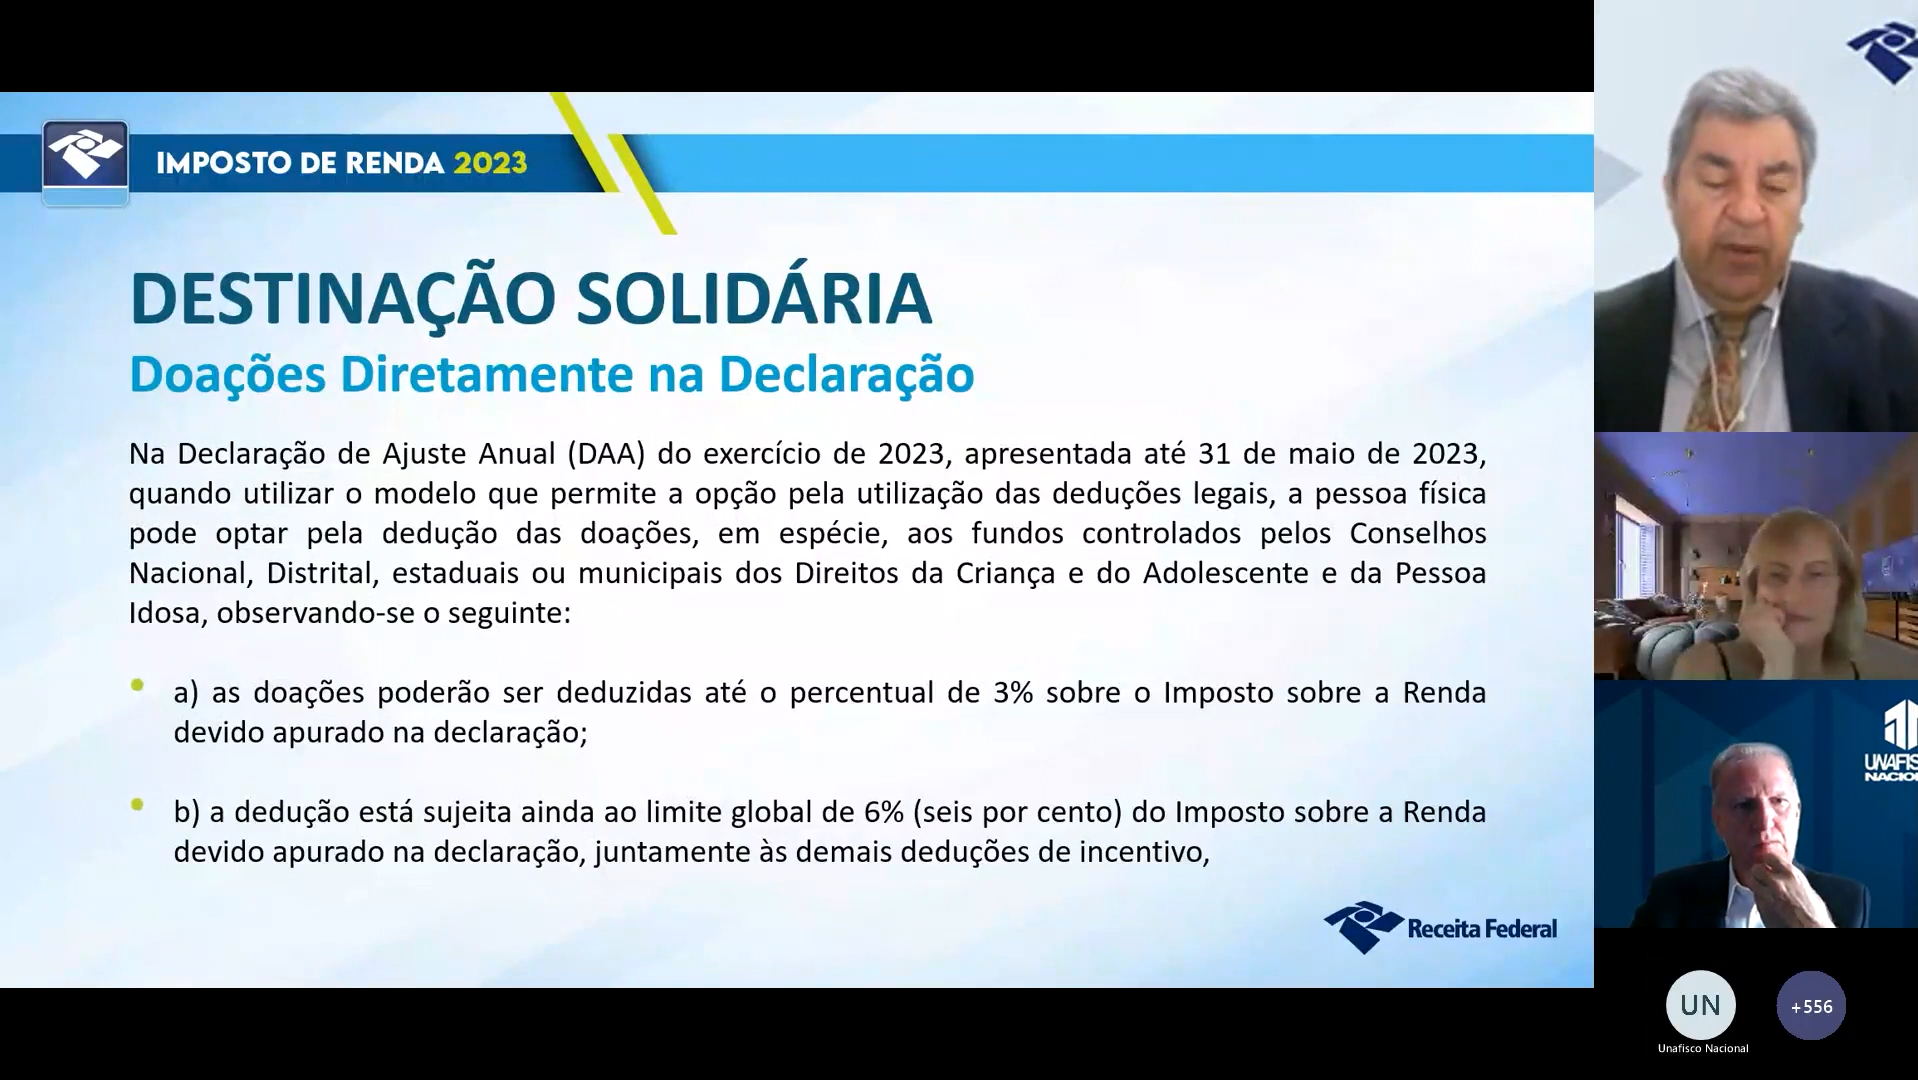 IMPOSTO DE RENDA 2023
DESTINAÇÃO SOLIDÁRIA
Doações Diretamente na Declaração
Na Declaração de Ajuste Anual (DAA) do exercício de 2023, apresentada até 31 de maio de 2023,
quando utilizar o modelo que permite a opção pela utilização das deduções legais, a pessoa física
pode optar pela dedução das doações, em espécie, aos fundos controlados pelos Conselhos
Nacional, Distrital, estaduais ou municipais dos Direitos da Criança e do Adolescente e da Pessoa
Idosa, observando-se o seguinte:
a) as doações poderão ser deduzidas até o percentual de 3% sobre o Imposto sobre a Renda
devido apurado na declaração;
b) a dedução está sujeita ainda ao limite global de 6% (seis por cento) do Imposto sobre a Renda
devido apurado na declaração, juntamente às demais deduções de incentivo,
Receita Federal
UNAFIS
NACIO
UN
+556
Unafisco Nacional